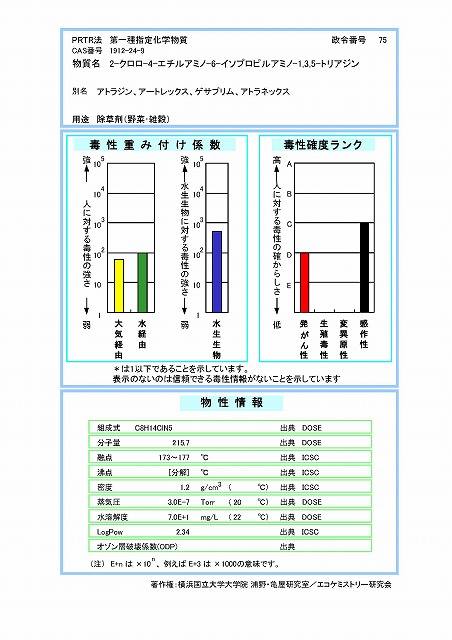 PRTR法 第一種指定化学物質 政令番号 75
CAS番号 1912-24-9
物質名 2-クロロ-4-エチルアミノ-6-イソプロピルアミノ-1,3,5-トリアジン
別名 アトラジン、アートレックス、ゲサプリム、アトラネックス
用途 除草剤(野菜・雑穀)
毒性重み付け係数
強 人に対する毒性の強さ 弱
10⁵
10⁴
10³
10²
10
1
大気経由 水経由
強 水生生物に対する毒性の強さ 弱
10⁵
10⁴
10³
10²
10
1
水生生物
毒性確度ランク
高 人に対する毒性の確からしさ 低
A
B
C
D
E
発がん性 生殖毒性 変異原性 感作性
*は1以下であることを示しています。
表示のないのは信頼できる毒性情報がないことを示しています
物性情報
組成式 C8H14ClN5 出典 DOSE
分子量 215.7 出典 DOSE
融点 173~177 ℃ 出典 ICSC
沸点 [分解] ℃ 出典 ICSC
密度 1.2 g/cm³ ( ℃) 出典 ICSC
蒸気圧 3.0E-7 Torr (20 ℃) 出典 DOSE
水溶解度 7.0E+1 mg/L (22 ℃) 出典 DOSE
LogPow 2.34 出典 ICSC
オゾン層破壊係数(ODP) 出典
(注) E+n は ×10ⁿ、例えば E+3 は ×1000の意味です。
著作権:横浜国立大学大学院 浦野・亀屋研究室/エコケミストリー研究会